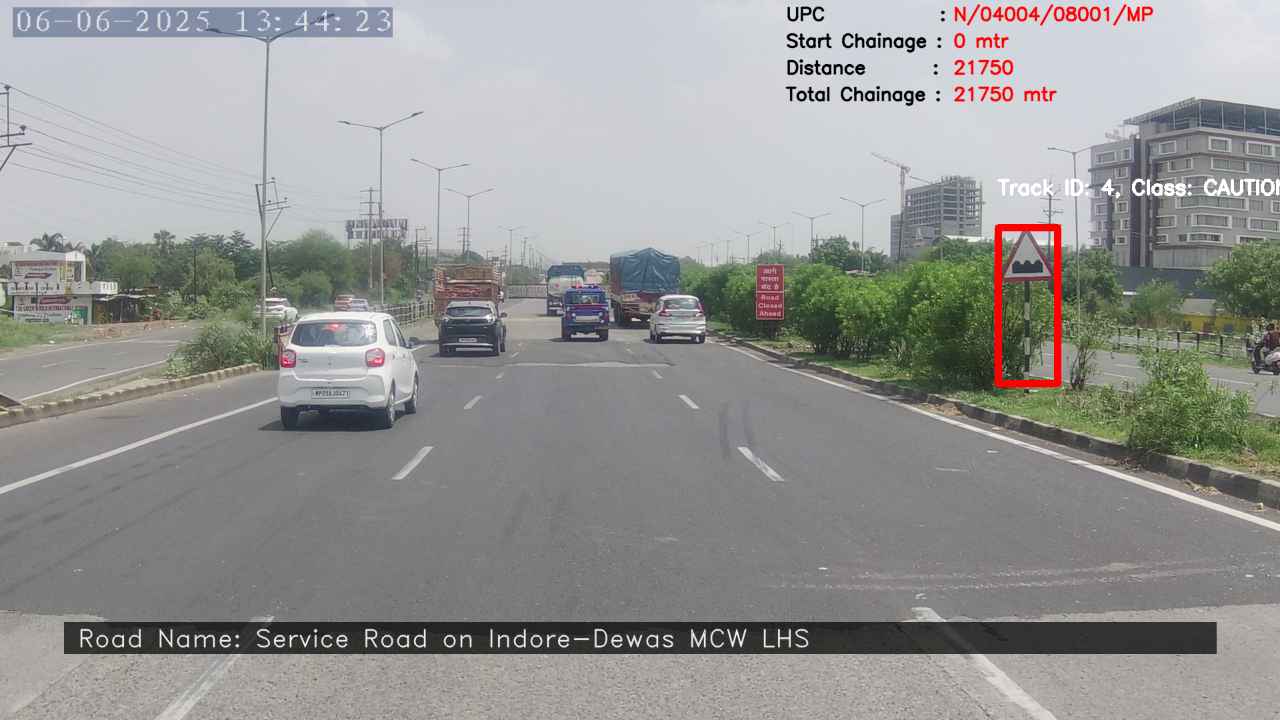 06-06-2025 13:44:23
UPC : N/04004/08001/MP
Start Chainage : 0 mtr
Distance : 21750
Total Chainage : 21750 mtr
Track ID: 4, Class: CAUTION
आगे
रास्ता
बंद है
Road
Closed
Ahead
Road Name: Service Road on Indore-Dewas MCW LHS